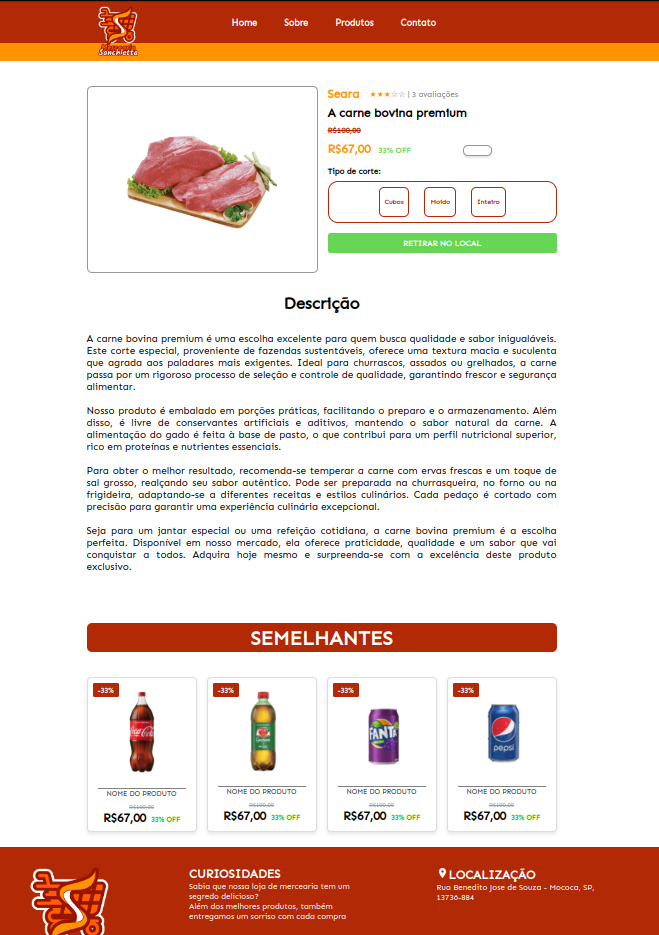 Home Sobre Produtos Contato
Mercearia
Sanchietta
Seara ★★★☆☆ | 3 avaliações
A carne bovina premium
R$100,00
R$67,00 33% OFF
Tipo de corte:
Cubos Moido Inteiro
RETIRAR NO LOCAL
Descrição
A carne bovina premium é uma escolha excelente para quem busca qualidade e sabor inigualáveis.
Este corte especial, proveniente de fazendas sustentáveis, oferece uma textura macia e suculenta
que agrada aos paladares mais exigentes. Ideal para churrascos, assados ou grelhados, a carne
passa por um rigoroso processo de seleção e controle de qualidade, garantindo frescor e segurança
alimentar.
Nosso produto é embalado em porções práticas, facilitando o preparo e o armazenamento. Além
disso, é livre de conservantes artificiais e aditivos, mantendo o sabor natural da carne. A
alimentação do gado é feita à base de pasto, o que contribui para um perfil nutricional superior,
rico em proteínas e nutrientes essenciais.
Para obter o melhor resultado, recomenda-se temperar a carne com ervas frescas e um toque de
sal grosso, realçando seu sabor autêntico. Pode ser preparada na churrasqueira, no forno ou na
frigideira, adaptando-se a diferentes receitas e estilos culinários. Cada pedaço é cortado com
precisão para garantir uma experiência culinária excepcional.
Seja para um jantar especial ou uma refeição cotidiana, a carne bovina premium é a escolha
perfeita. Disponível em nosso mercado, ela oferece praticidade, qualidade e um sabor que vai
conquistar a todos. Adquira hoje mesmo e surpreenda-se com a excelência deste produto
exclusivo.
SEMELHANTES
-33% -33% -33% -33%
Coca-Cola FANTA pepsi
NOME DO PRODUTO NOME DO PRODUTO NOME DO PRODUTO NOME DO PRODUTO
R$100,00 R$100,00 R$100,00 R$100,00
R$67,00 33% OFF R$67,00 33% OFF R$67,00 33% OFF R$67,00 33% OFF
CURIOSIDADES
Sabia que nossa loja de mercearia tem um
segredo delicioso?
Além dos melhores produtos, também
entregamos um sorriso com cada compra
LOCALIZAÇÃO
Rua Benedito Jose de Souza - Mococa, SP,
13736-884